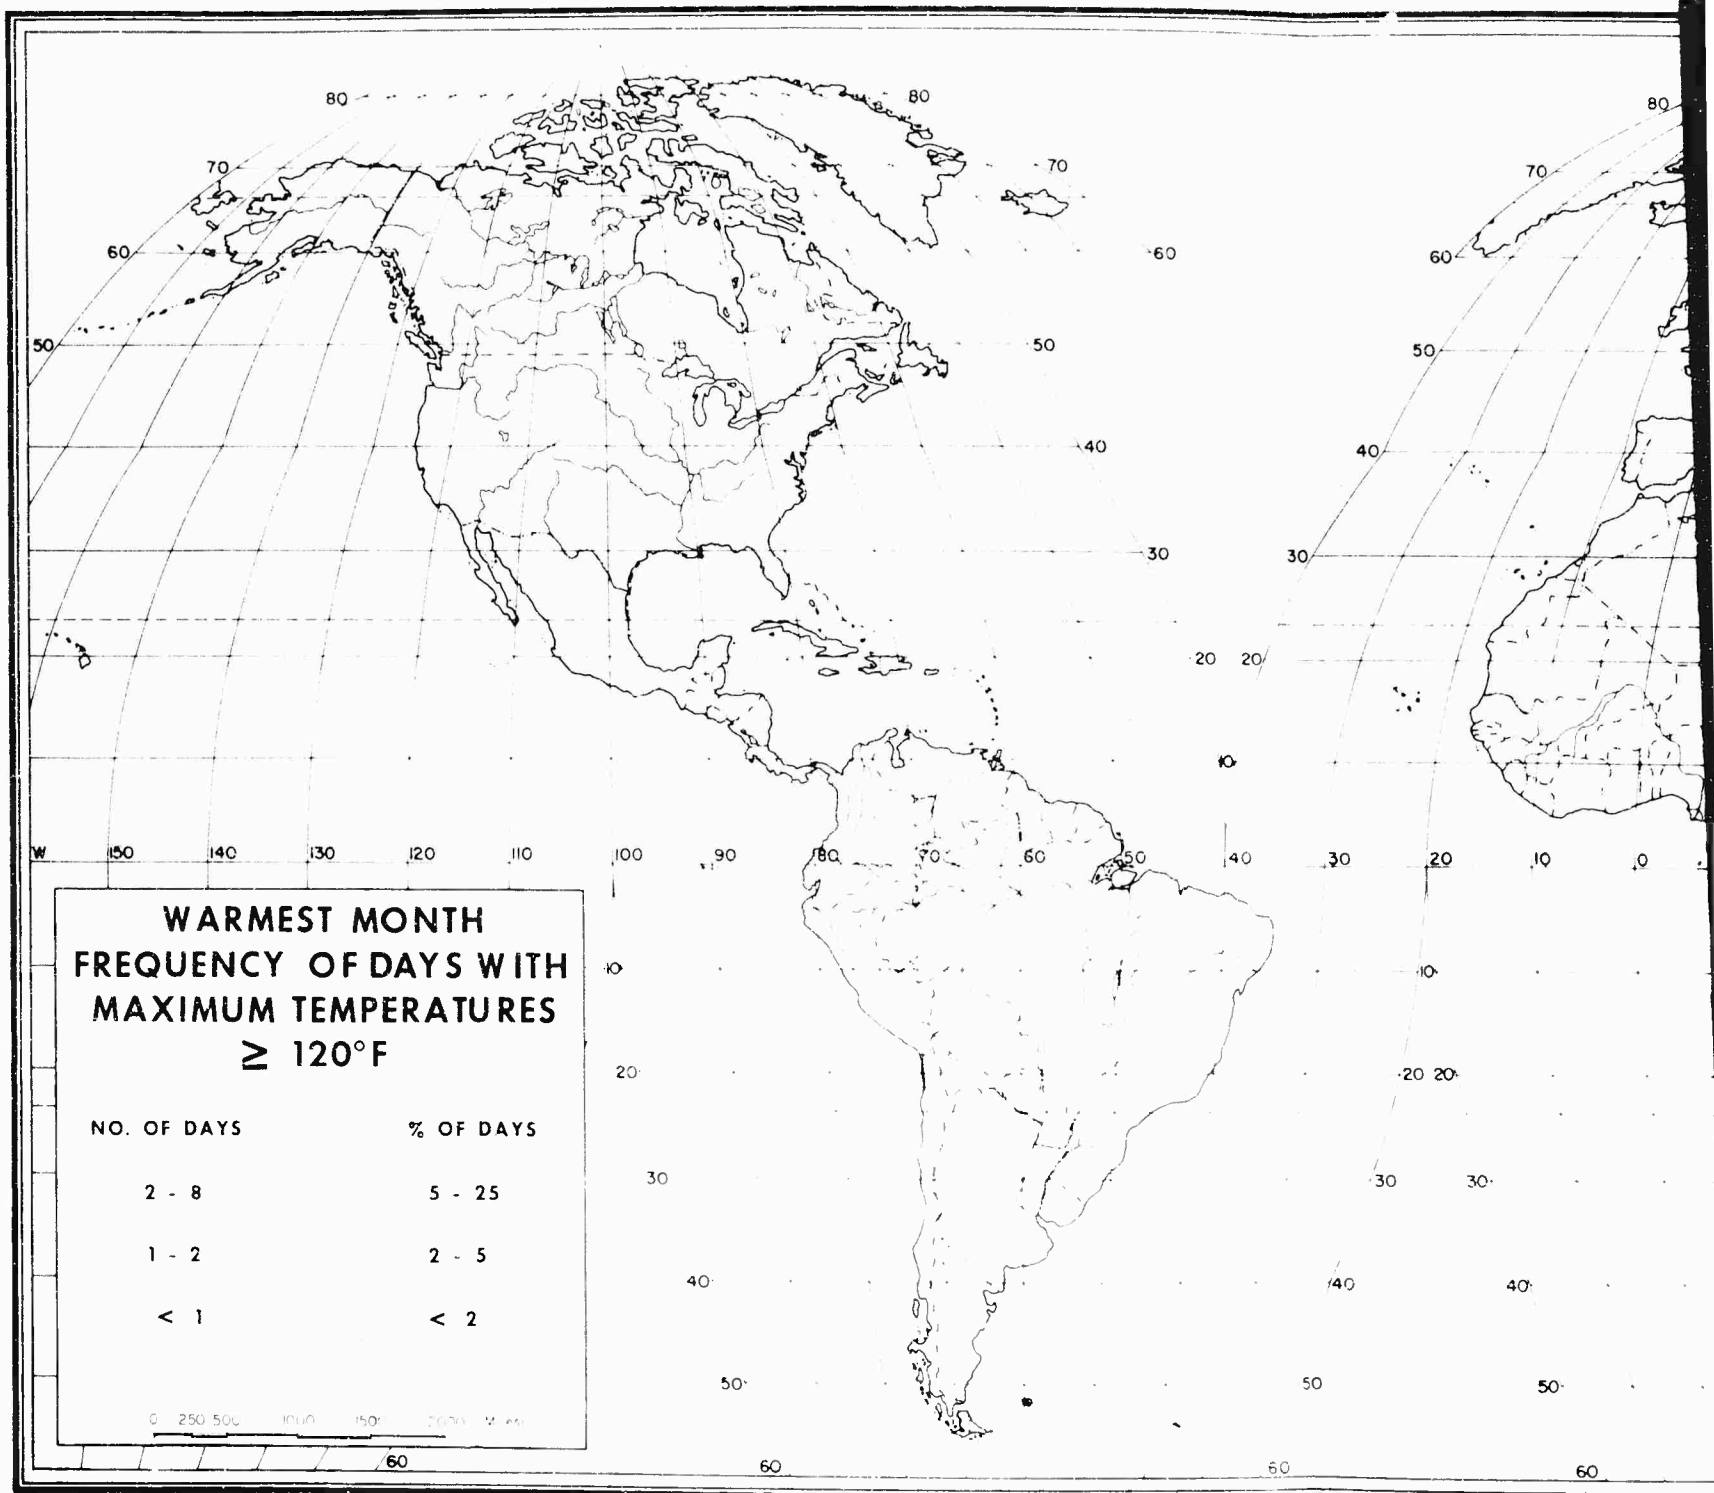 80 80 80
70 70 70
60 60 60
50 50 50
40 40
30 30
20 20
10
W 150 140 130 120 110 100 90 80 70 60 50 40 30 20 10 0
WARMEST MONTH
FREQUENCY OF DAYS WITH
MAXIMUM TEMPERATURES
≥ 120°F
NO. OF DAYS % OF DAYS
2 - 8 5 - 25
1 - 2 2 - 5
< 1 < 2
0 250 500 1000
10 10
20 20 20
30 30 30
40 40 40
50 50 50
60 60 60 60